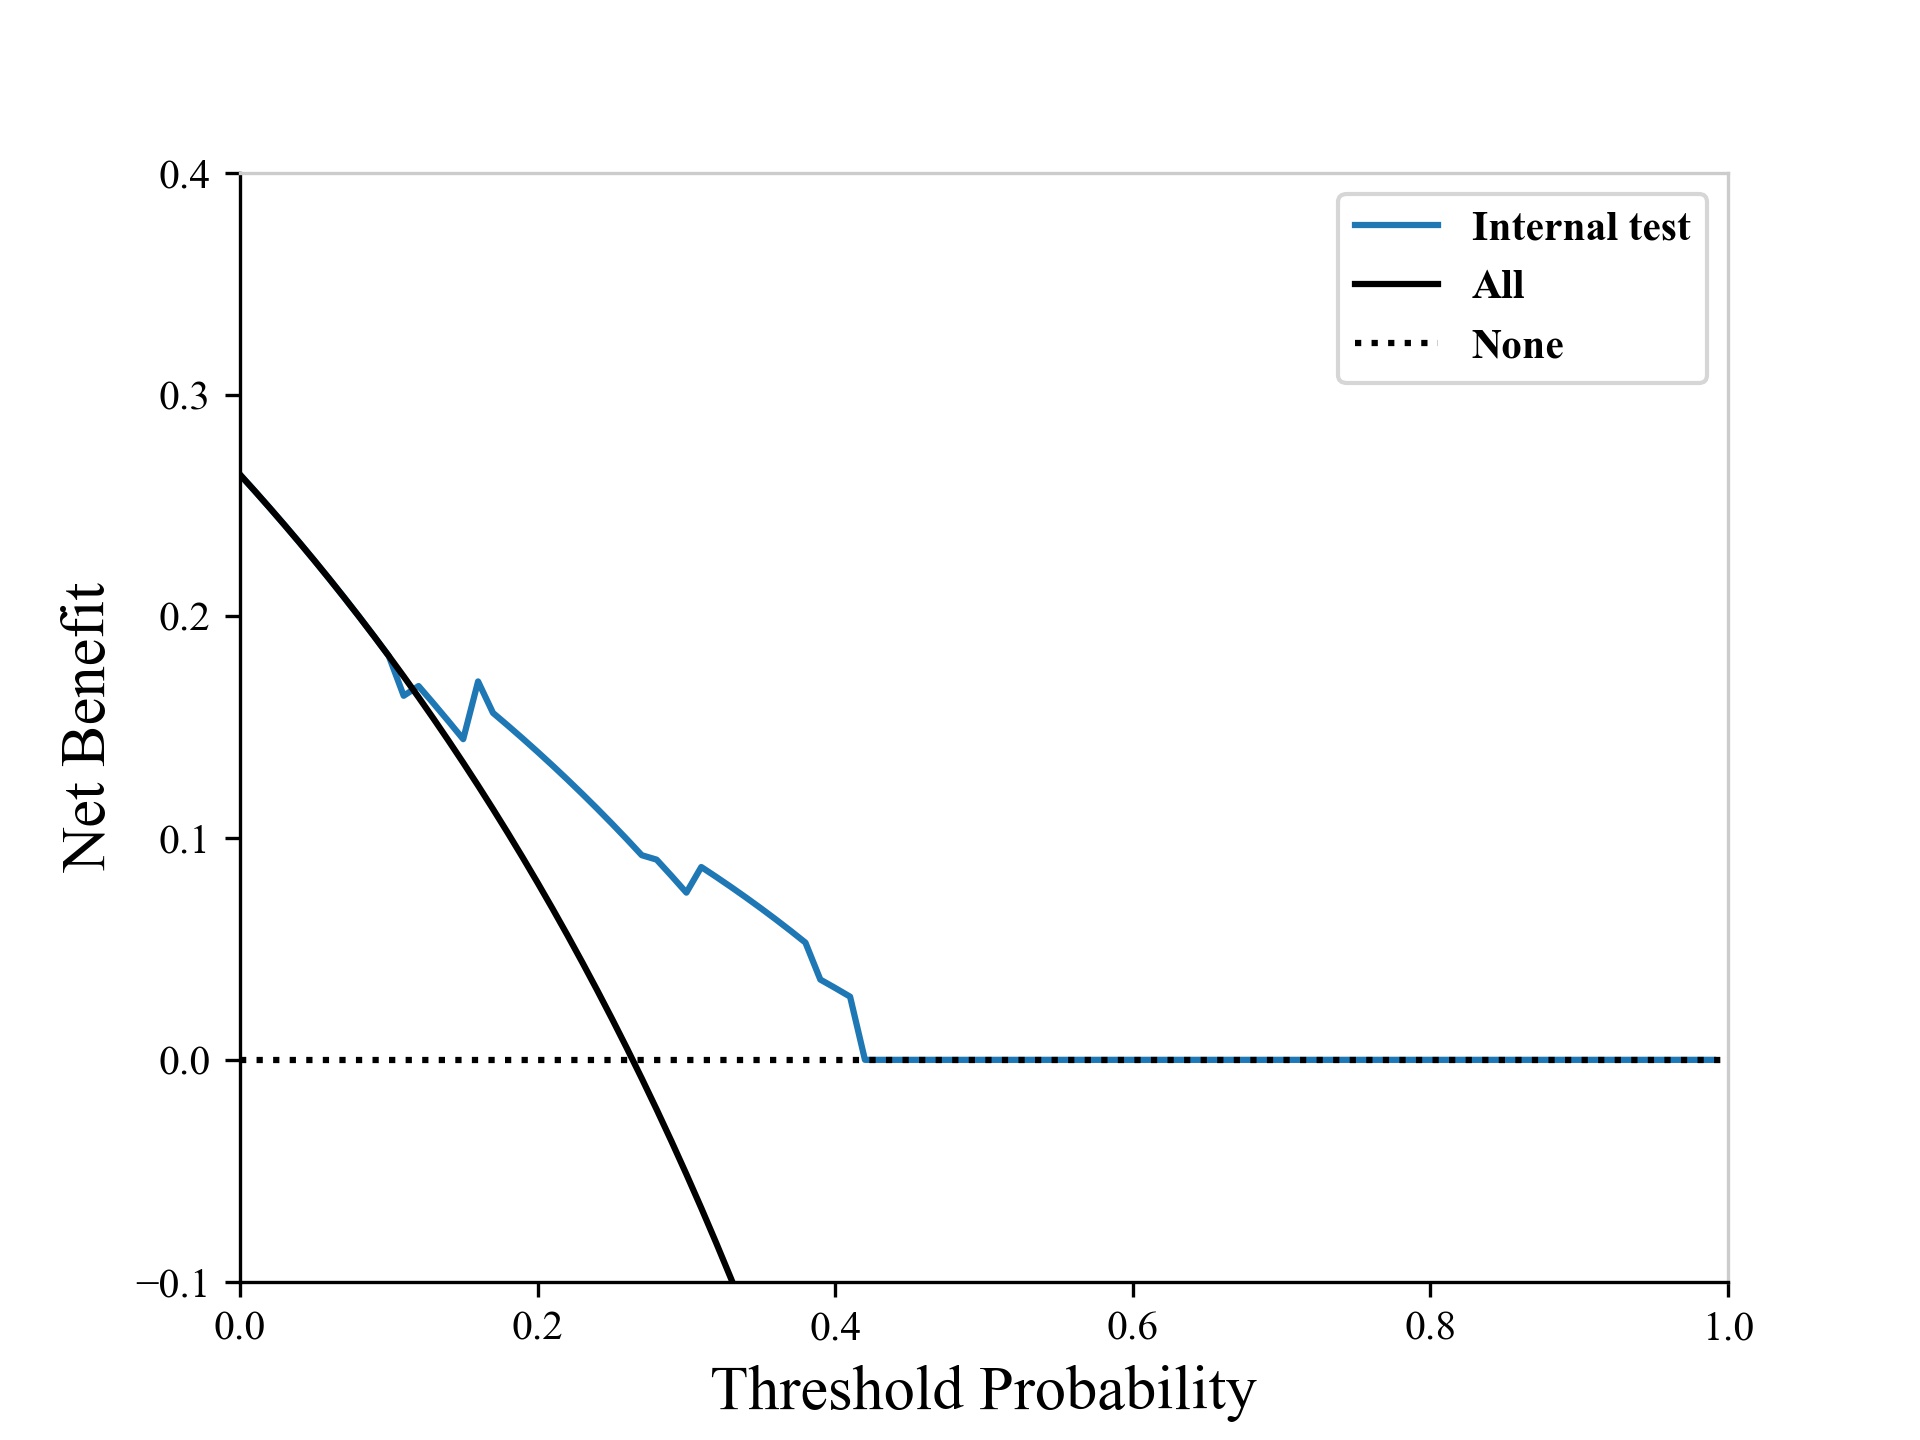 0.4
0.3
0.2
0.1
0.0
−0.1
Net Benefit
0.0 0.2 0.4 0.6 0.8 1.0
Threshold Probability
Internal test
All
None